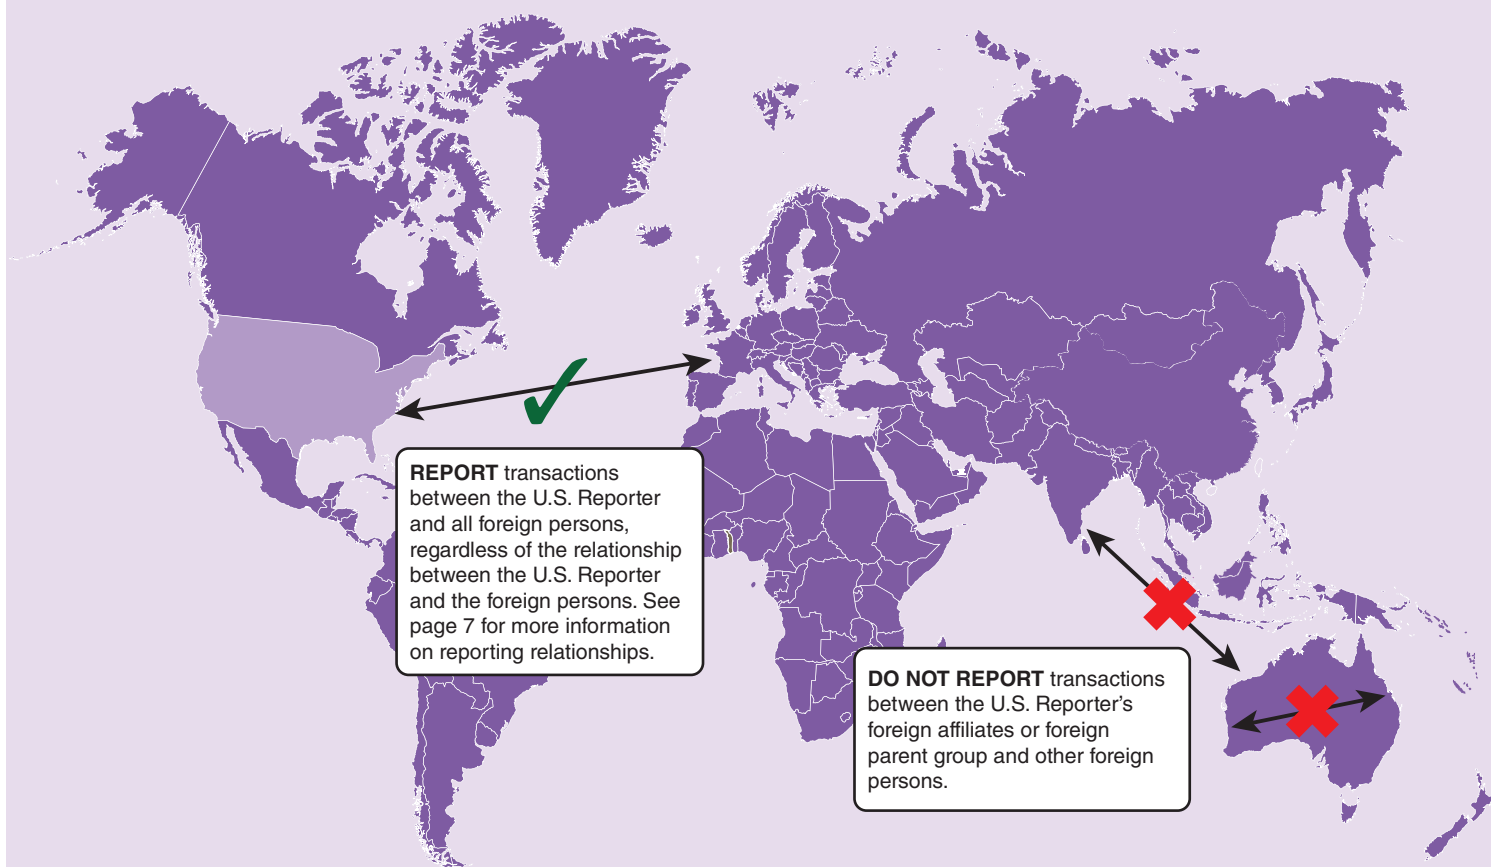 REPORT transactions
between the U.S. Reporter
and all foreign persons,
regardless of the relationship
between the U.S. Reporter
and the foreign persons. See
page 7 for more information
on reporting relationships.
DO NOT REPORT transactions
between the U.S. Reporter’s
foreign affiliates or foreign
parent group and other foreign
persons.